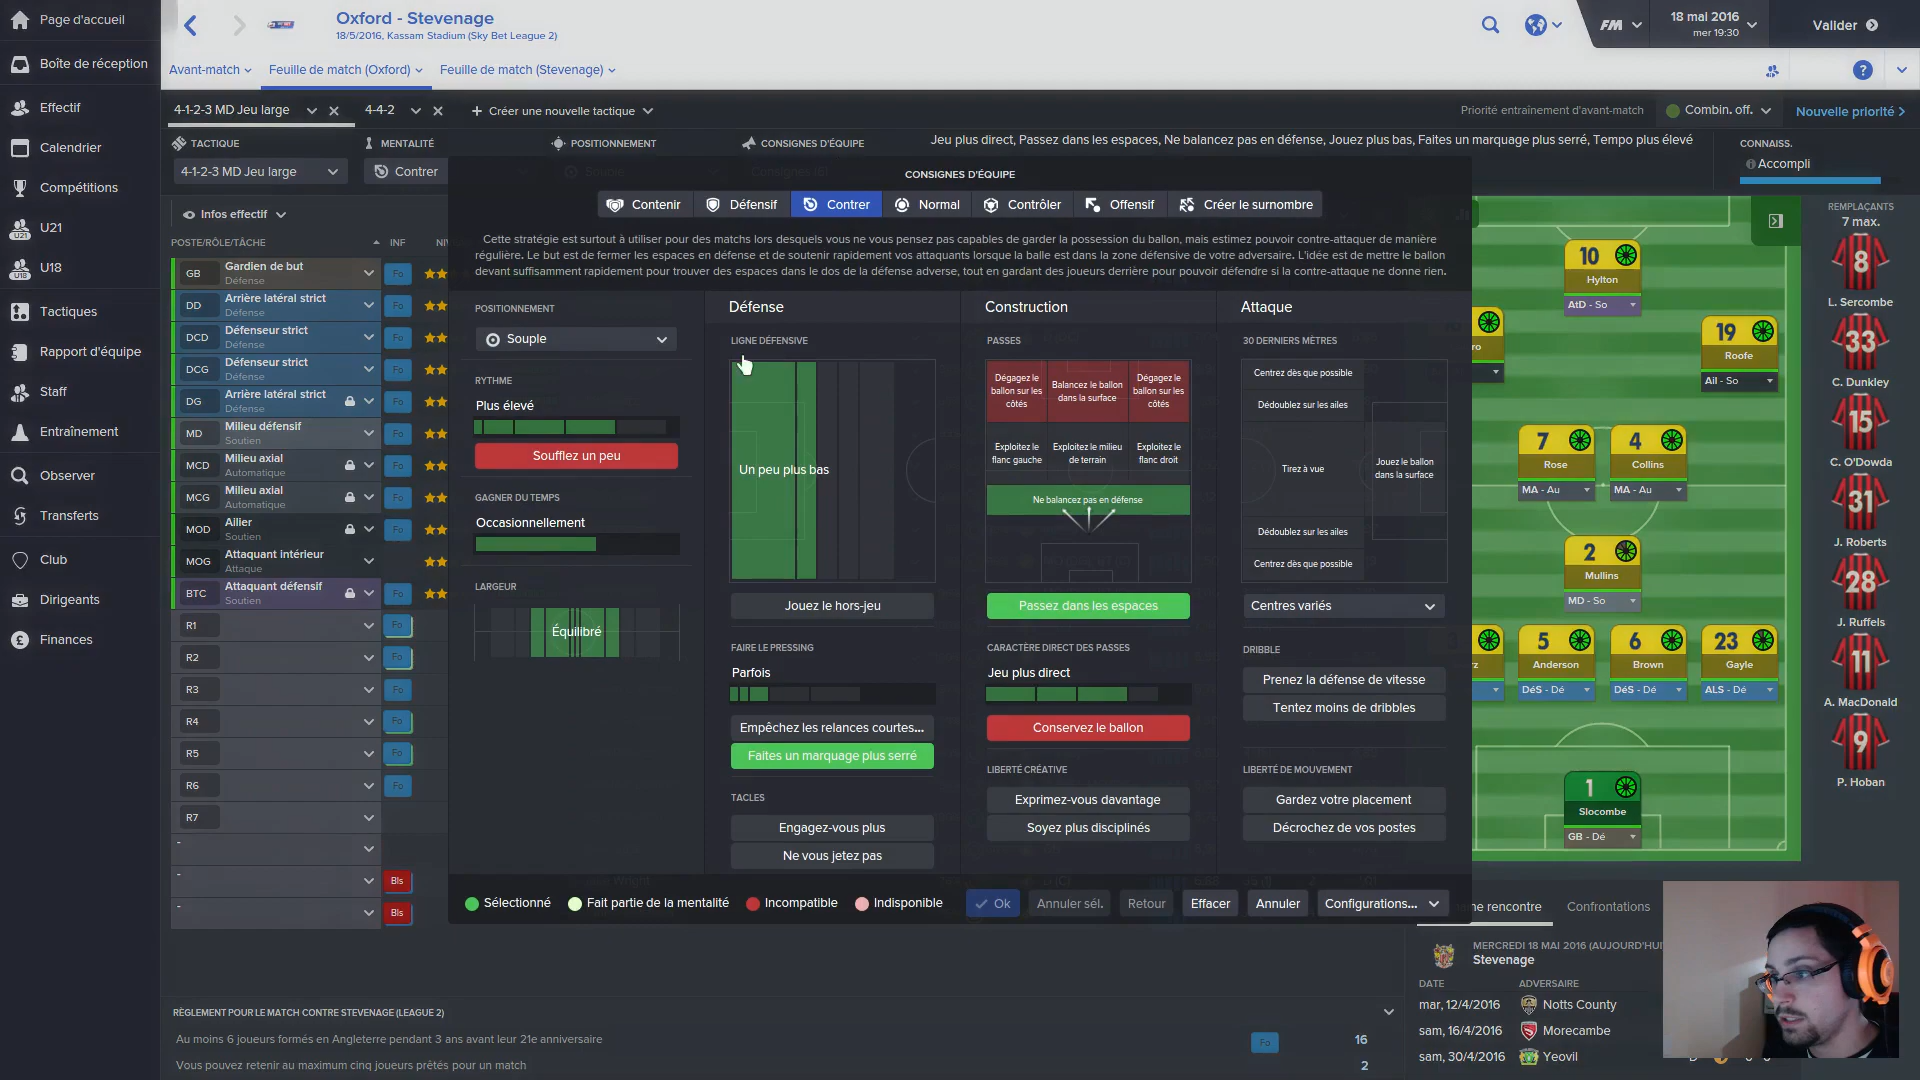 Page d'accueil
Boîte de réception
Effectif
Calendrier
Compétitions
U21
U21
U18
U18
Tactiques
Rapport d'équipe
Staff
Entraînement
Observer
Transferts
Club
Dirigeants
Finances
Oxford - Stevenage
18/5/2016, Kassam Stadium (Sky Bet League 2)
FM
18 mai 2016
mer 19:30
Valider
Avant-match
Feuille de match (Oxford)
Feuille de match (Stevenage)
4-1-2-3 MD Jeu large
4-4-2
Créer une nouvelle tactique
Priorité entraînement d'avant-match
Combin. off.
Nouvelle priorité >
TACTIQUE
MENTALITÉ
POSITIONNEMENT
CONSIGNES D'ÉQUIPE
Jeu plus direct, Passez dans les espaces, Ne balancez pas en défense, Jouez plus bas, Faites un marquage plus serré, Tempo plus élevé
CONNAISS.
Accompli
4-1-2-3 MD Jeu large
Contrer
CONSIGNES D'ÉQUIPE
Contenir
Défensif
Contrer
Normal
Contrôler
Offensif
Créer le surnombre
Cette stratégie est surtout à utiliser pour des matchs lors desquels vous ne vous pensez pas capables de garder la possession du ballon, mais estimez pouvoir contre-attaquer de manière
régulière. Le but est de fermer les espaces en défense et de soutenir rapidement vos attaquants lorsque la balle est dans la zone défensive de votre adversaire. L'idée est de mettre le ballon
devant suffisamment rapidement pour trouver des espaces dans le dos de la défense adverse, tout en gardant des joueurs derrière pour pouvoir défendre si la contre-attaque ne donne rien.
Infos effectif
POSTE/RÔLE/TÂCHE
INF
GB
Gardien de but
Défense
Fo
DD
Arrière latéral strict
Défense
Fo
DCD
Défenseur strict
Défense
Fo
DCG
Défenseur strict
Défense
Fo
DG
Arrière latéral strict
Défense
Fo
MD
Milieu défensif
Soutien
Fo
MCD
Milieu axial
Automatique
Fo
MCG
Milieu axial
Automatique
Fo
MOD
Ailier
Soutien
Fo
MOG
Attaquant intérieur
Attaque
BTC
Attaquant défensif
Soutien
Fo
R1
Fo
R2
Fo
R3
Fo
R4
Fo
R5
Fo
R6
Fo
R7
-
-
Bls
-
Bls
POSITIONNEMENT
Souple
RYTHME
Plus élevé
Soufflez un peu
GAGNER DU TEMPS
Occasionnellement
LARGEUR
Équilibré
Défense
LIGNE DÉFENSIVE
Un peu plus bas
Jouez le hors-jeu
FAIRE LE PRESSING
Parfois
Empêchez les relances courtes...
Faites un marquage plus serré
TACLES
Engagez-vous plus
Ne vous jetez pas
Construction
PASSES
Dégagez le ballon sur les côtés
Balancez le ballon dans la surface
Dégagez le ballon sur les côtés
Exploitez le flanc gauche
Exploitez le milieu de terrain
Exploitez le flanc droit
Ne balancez pas en défense
Passez dans les espaces
CARACTÈRE DIRECT DES PASSES
Jeu plus direct
Conservez le ballon
LIBERTÉ CRÉATIVE
Exprimez-vous davantage
Soyez plus disciplinés
Attaque
30 DERNIERS MÈTRES
Centrez dès que possible
Dédoublez sur les ailes
Tirez à vue
Jouez le ballon dans la surface
Dédoublez sur les ailes
Centrez dès que possible
Centres variés
DRIBBLE
Prenez la défense de vitesse
Tentez moins de dribbles
LIBERTÉ DE MOUVEMENT
Gardez votre placement
Décrochez de vos postes
Sélectionné
Fait partie de la mentalité
Incompatible
Indisponible
Ok
Annuler sél.
Retour
Effacer
Annuler
Configurations...
10
Hylton
AtD - So
ro
19
Roofe
Ail - So
7
Rose
MA - Au
4
Collins
MA - Au
2
Mullins
MD - So
5
Anderson
DéS - Dé
6
Brown
DéS - Dé
23
Gayle
ALS - Dé
1
Slocombe
GB - Dé
REMPLAÇANTS
7 max.
8
L. Sercombe
33
C. Dunkley
15
C. O'Dowda
31
J. Roberts
28
J. Ruffels
11
A. MacDonald
9
P. Hoban
RÈGLEMENT POUR LE MATCH CONTRE STEVENAGE (LEAGUE 2)
Au moins 6 joueurs formés en Angleterre pendant 3 ans avant leur 21e anniversaire
Fo
16
Vous pouvez retenir au maximum cinq joueurs prêtés pour un match
2
ne rencontre
Confrontations
MERCREDI 18 MAI 2016 (AUJOURD'HUI
Stevenage
DATE
ADVERSAIRE
mar, 12/4/2016
Notts County
sam, 16/4/2016
Morecambe
sam, 30/4/2016
Yeovil